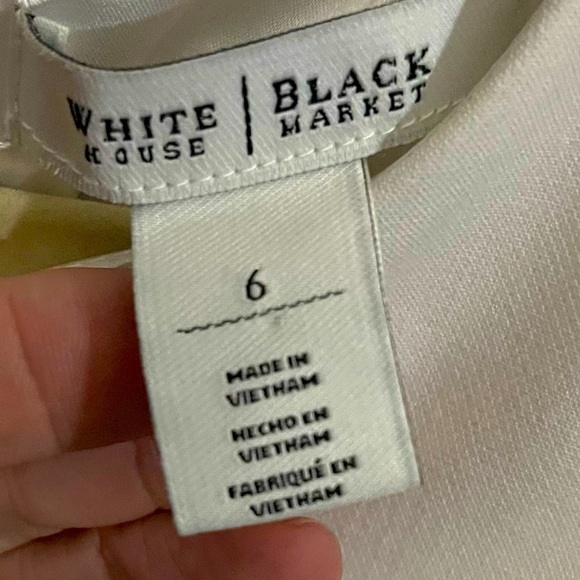 WHITE | BLACK
HOUSE MARKET
6
MADE IN
VIETNAM
HECHO EN
VIETNAM
FABRIQUÉ EN
VIETNAM